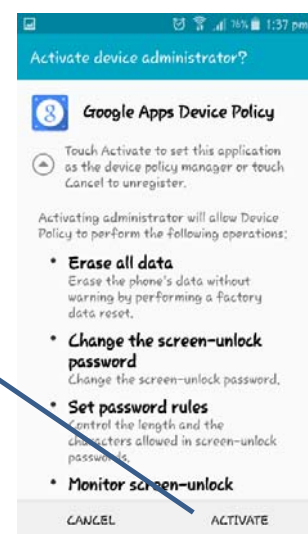 76% 1:37 pm
Activate device administrator?
8 Google Apps Device Policy
Touch Activate to set this application
as the device policy manager or touch
Cancel to unregister.
Activating administrator will allow Device
Policy to perform the following operations:
• Erase all data
Erase the phone's data without
warning by performing a factory
data reset.
• Change the screen-unlock
password
Change the screen-unlock password.
• Set password rules
Control the length and the
characters allowed in screen-unlock
passwords.
• Monitor screen-unlock
CANCEL ACTIVATE